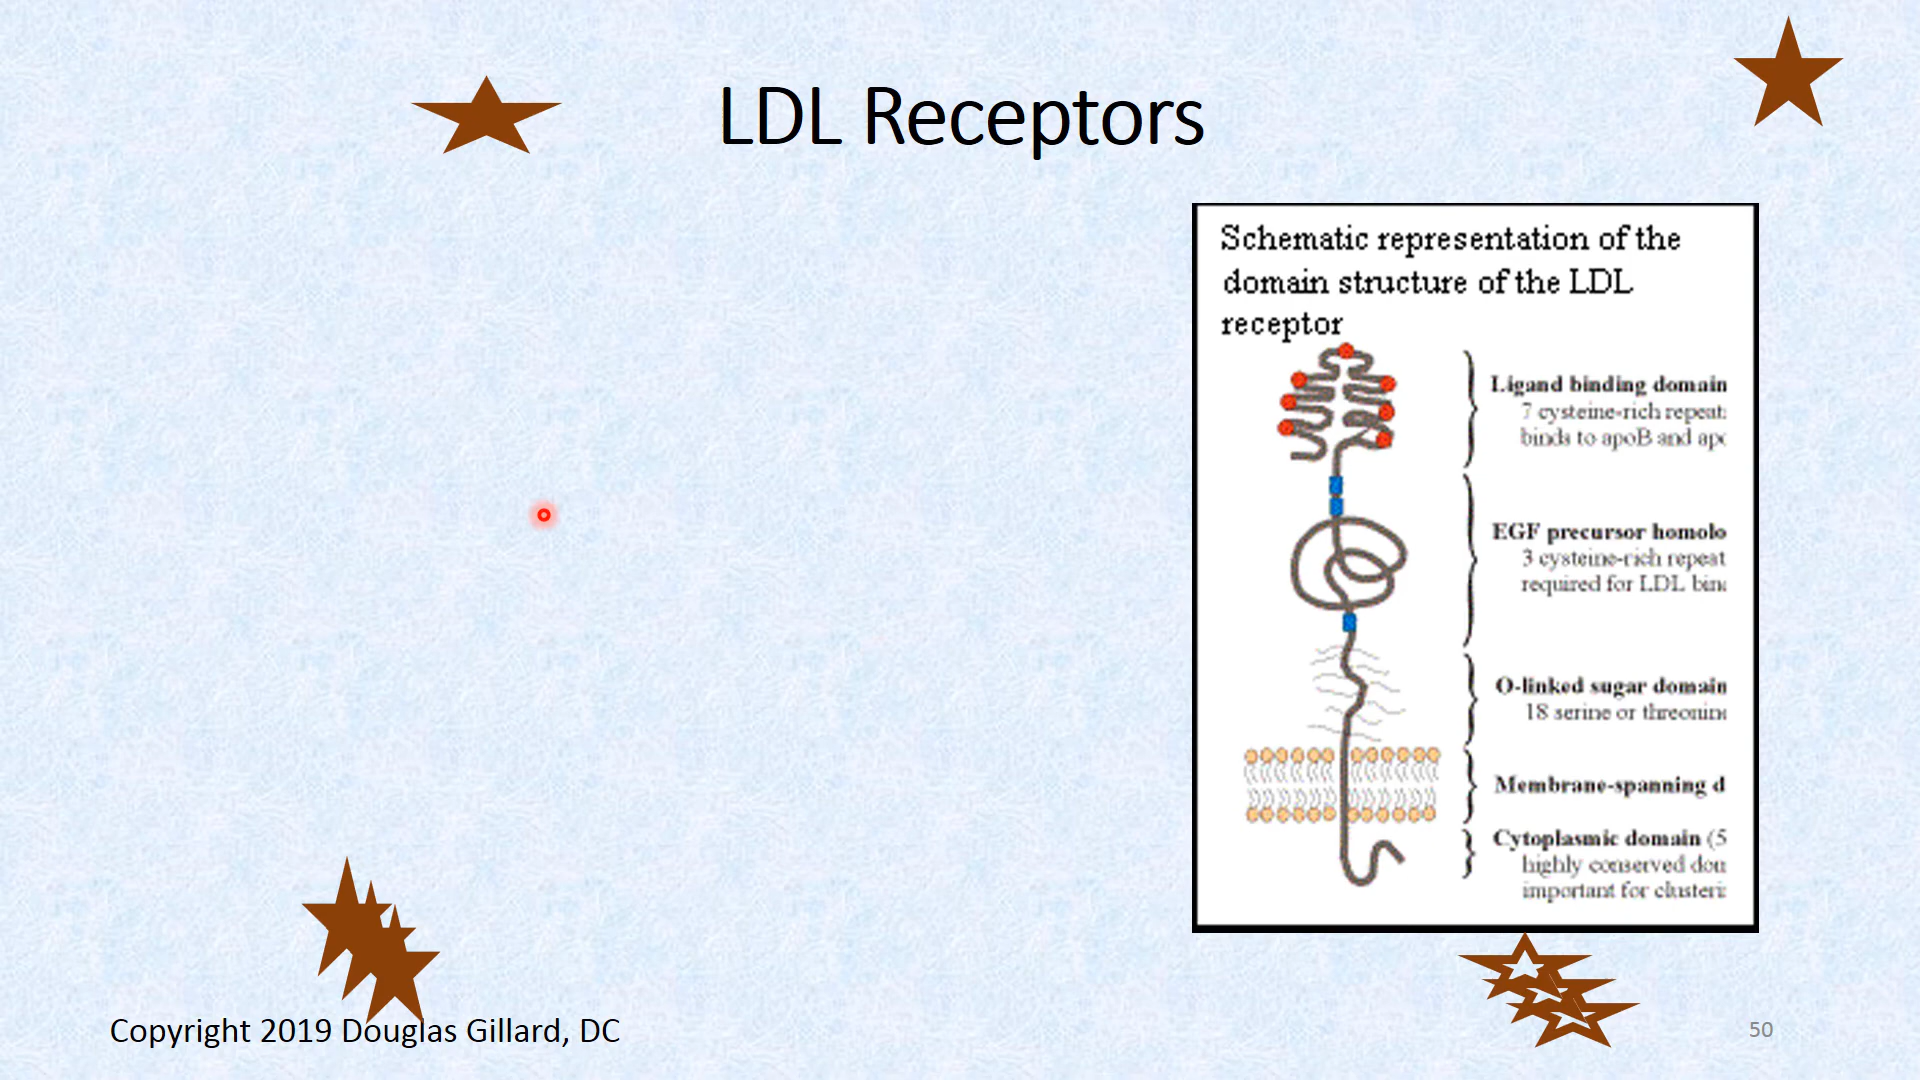 LDL Receptors
Schematic representation of the
domain structure of the LDL
receptor
Ligand binding domain
7 cysteine-rich repeat
binds to apoB and apo
EGF precursor homolo
3 cysteine-rich repeat
required for LDL bin
O-linked sugar domain
18 serine or threonin
Membrane-spanning d
Cytoplasmic domain (5
highly conserved
important for clusteri
Copyright 2019 Douglas Gillard, DC
50